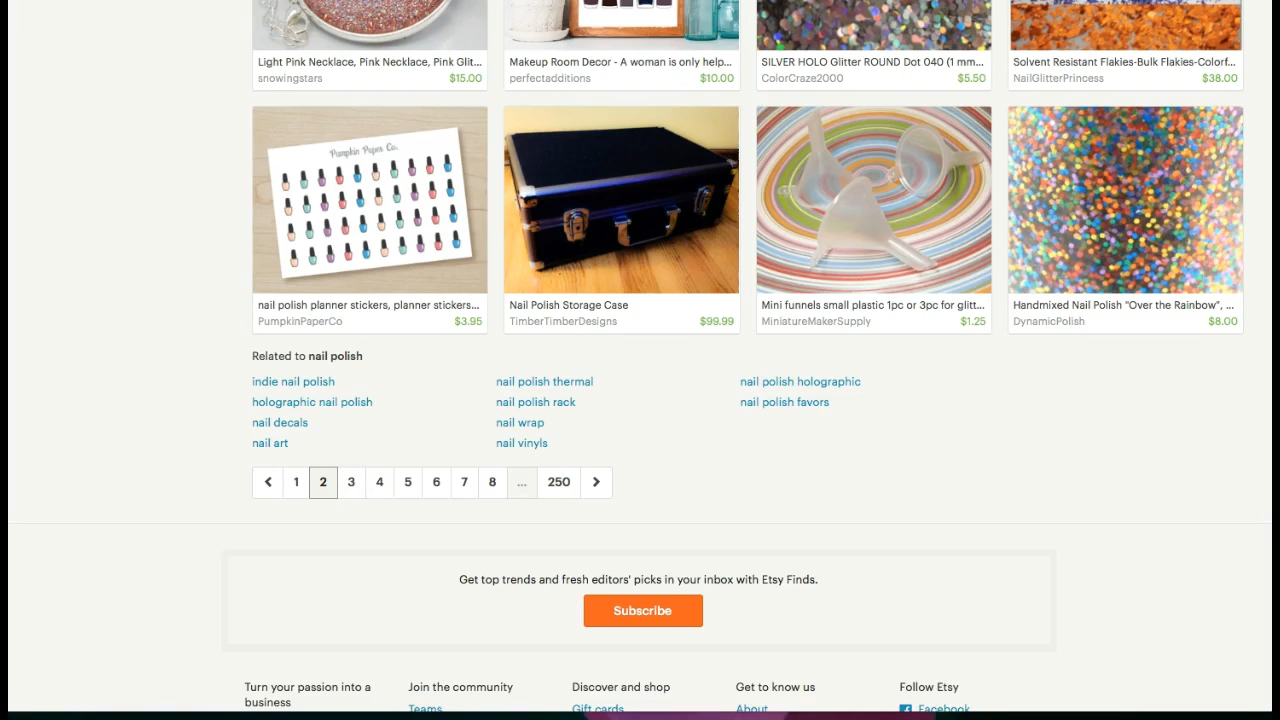 Light Pink Necklace, Pink Necklace, Pink Glit...
snowingstars $15.00
Makeup Room Decor - A woman is only help...
perfectadditions $10.00
SILVER HOLO Glitter ROUND Dot 040 (1 mm...
ColorCraze2000 $5.50
Solvent Resistant Flakies-Bulk Flakies-Colorf...
NailGlitterPrincess $38.00
Pumpkin Paper Co.
nail polish planner stickers, planner stickers...
PumpkinPaperCo $3.95
Nail Polish Storage Case
TimberTimberDesigns $99.99
Mini funnels small plastic 1pc or 3pc for glitt...
MiniatureMakerSupply $1.25
Handmixed Nail Polish "Over the Rainbow", ...
DynamicPolish $8.00
Related to nail polish
indie nail polish
holographic nail polish
nail decals
nail art
nail polish thermal
nail polish rack
nail wrap
nail vinyls
nail polish holographic
nail polish favors
1 2 3 4 5 6 7 8 ... 250
Get top trends and fresh editors' picks in your inbox with Etsy Finds.
Subscribe
Turn your passion into a
business
Join the community
Teams
Discover and shop
Gift cards
Get to know us
About
Follow Etsy
Facebook